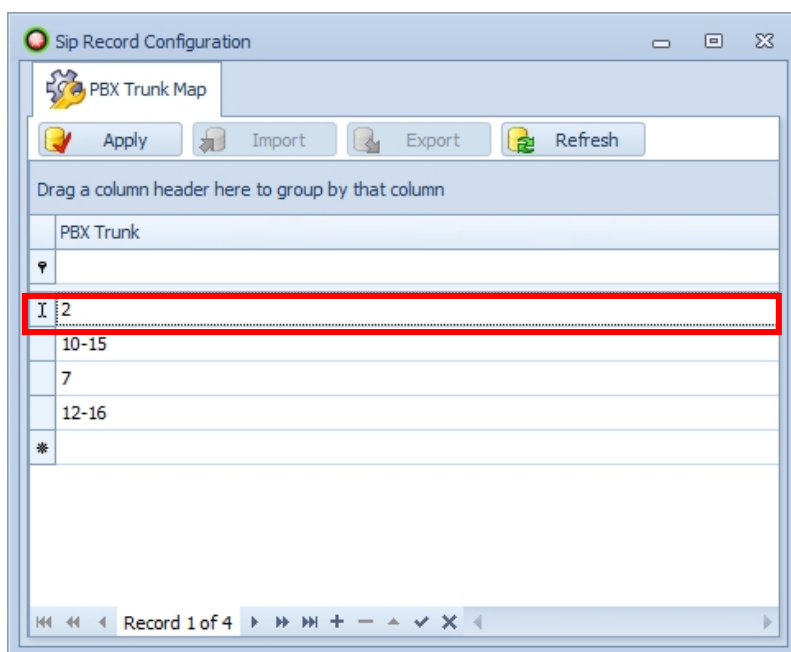 Sip Record Configuration
PBX Trunk Map
Apply Import Export Refresh
Drag a column header here to group by that column
PBX Trunk
2
10-15
7
12-16
Record 1 of 4